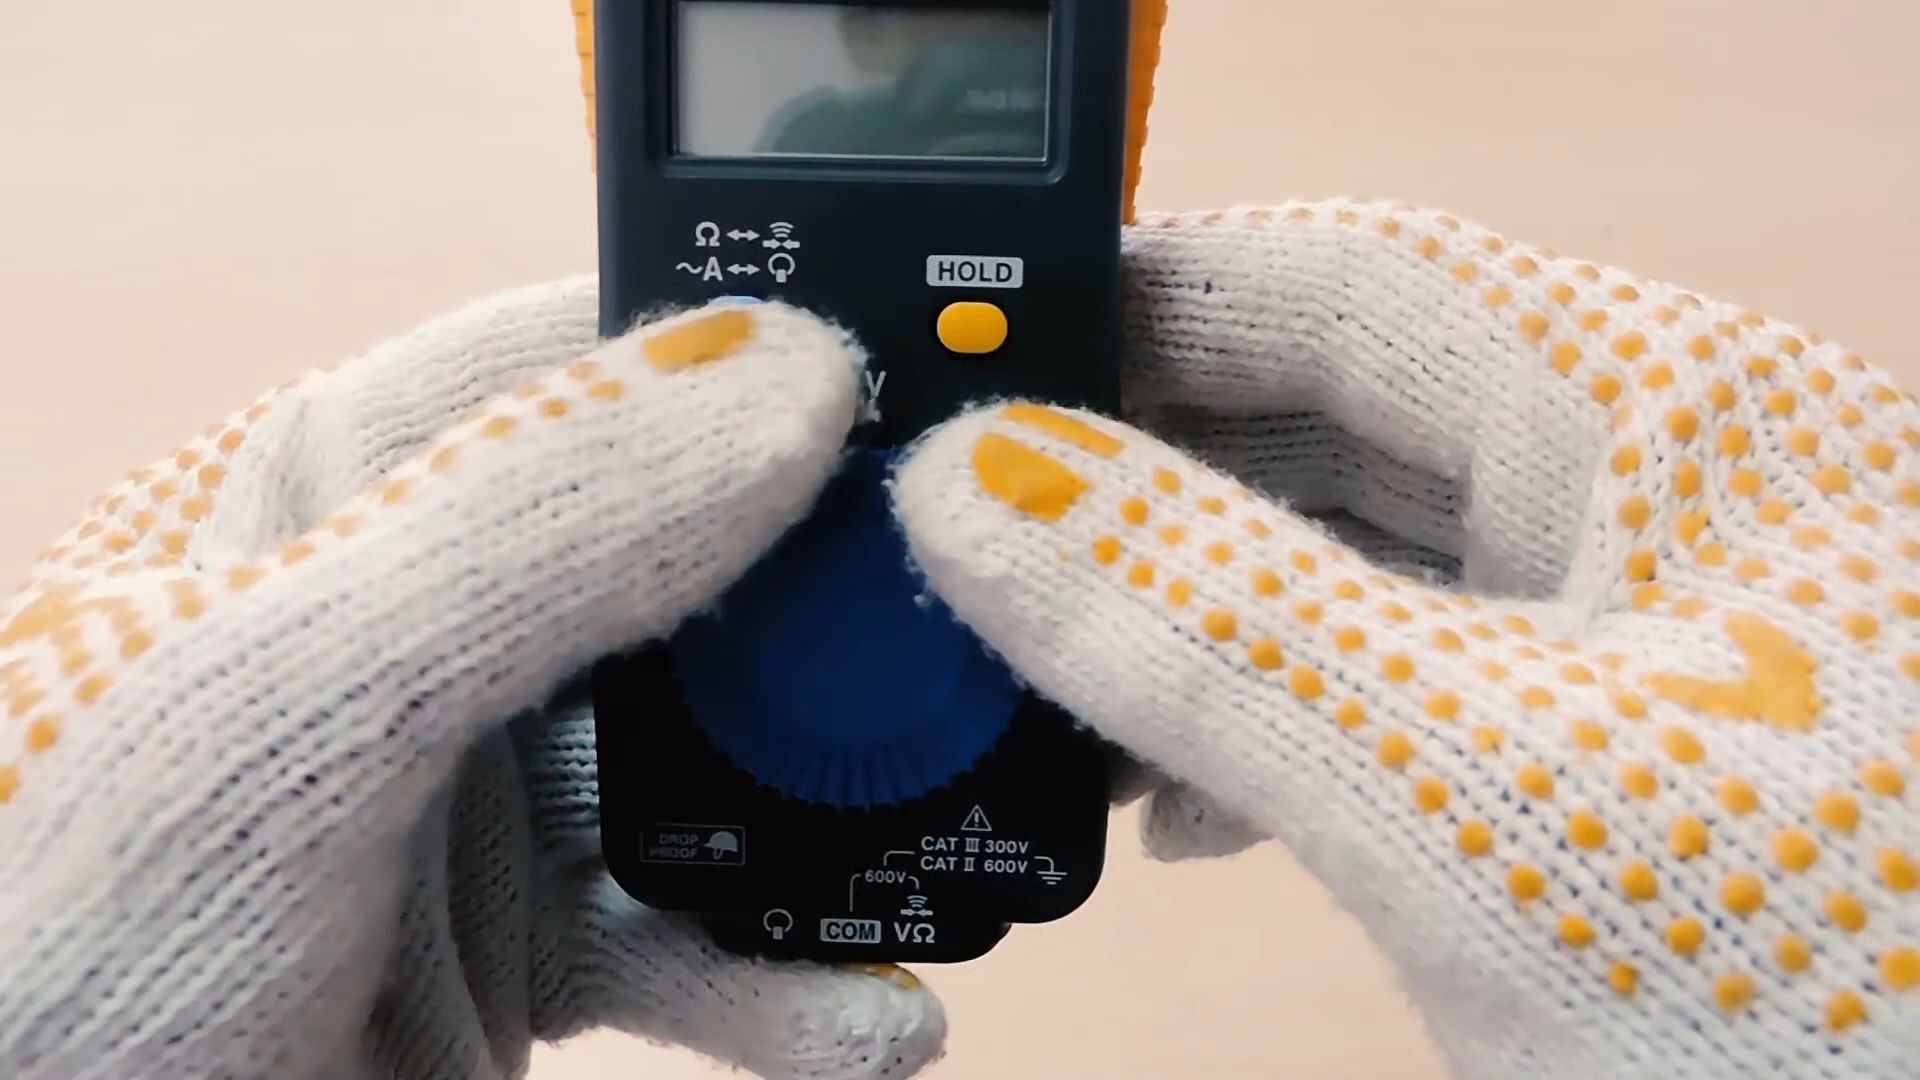 Ω
~A
HOLD
DROP
PROOF
CAT III 300V
CAT II 600V
600V
COM VΩ